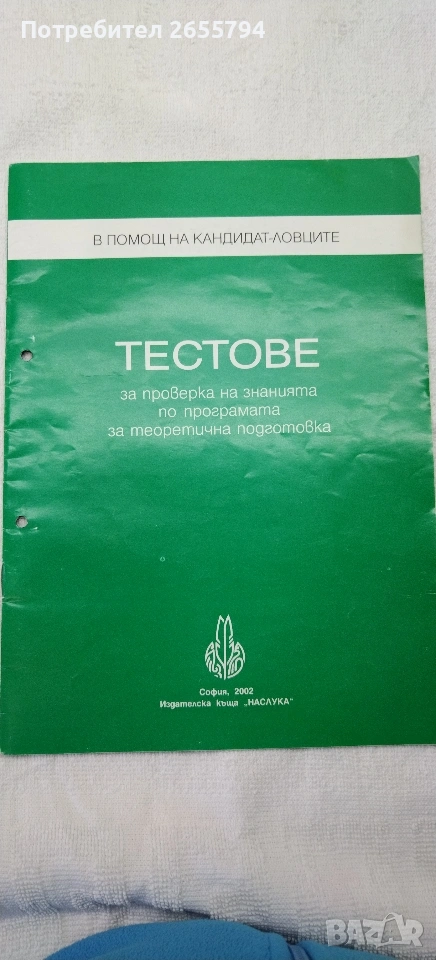 Потребител 2655794
В ПОМОЩ НА КАНДИДАТ-ЛОВЦИТЕ
ТЕСТОВЕ
за проверка на знанията
по програмата
за теоретична подготовка
София, 2002
Издателска къща „НАСЛУКА"
BAZAR